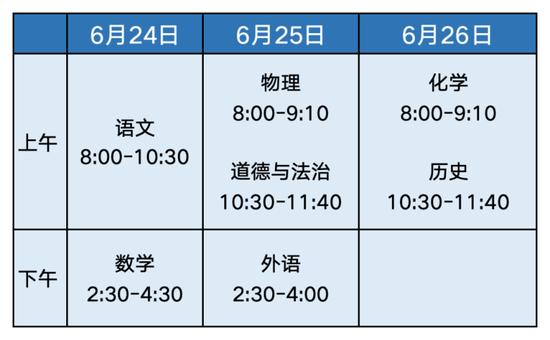 6月24日 6月25日 6月26日
上午
语文
8:00-10:30
物理
8:00-9:10
道德与法治
10:30-11:40
化学
8:00-9:10
历史
10:30-11:40
下午
数学
2:30-4:30
外语
2:30-4:00